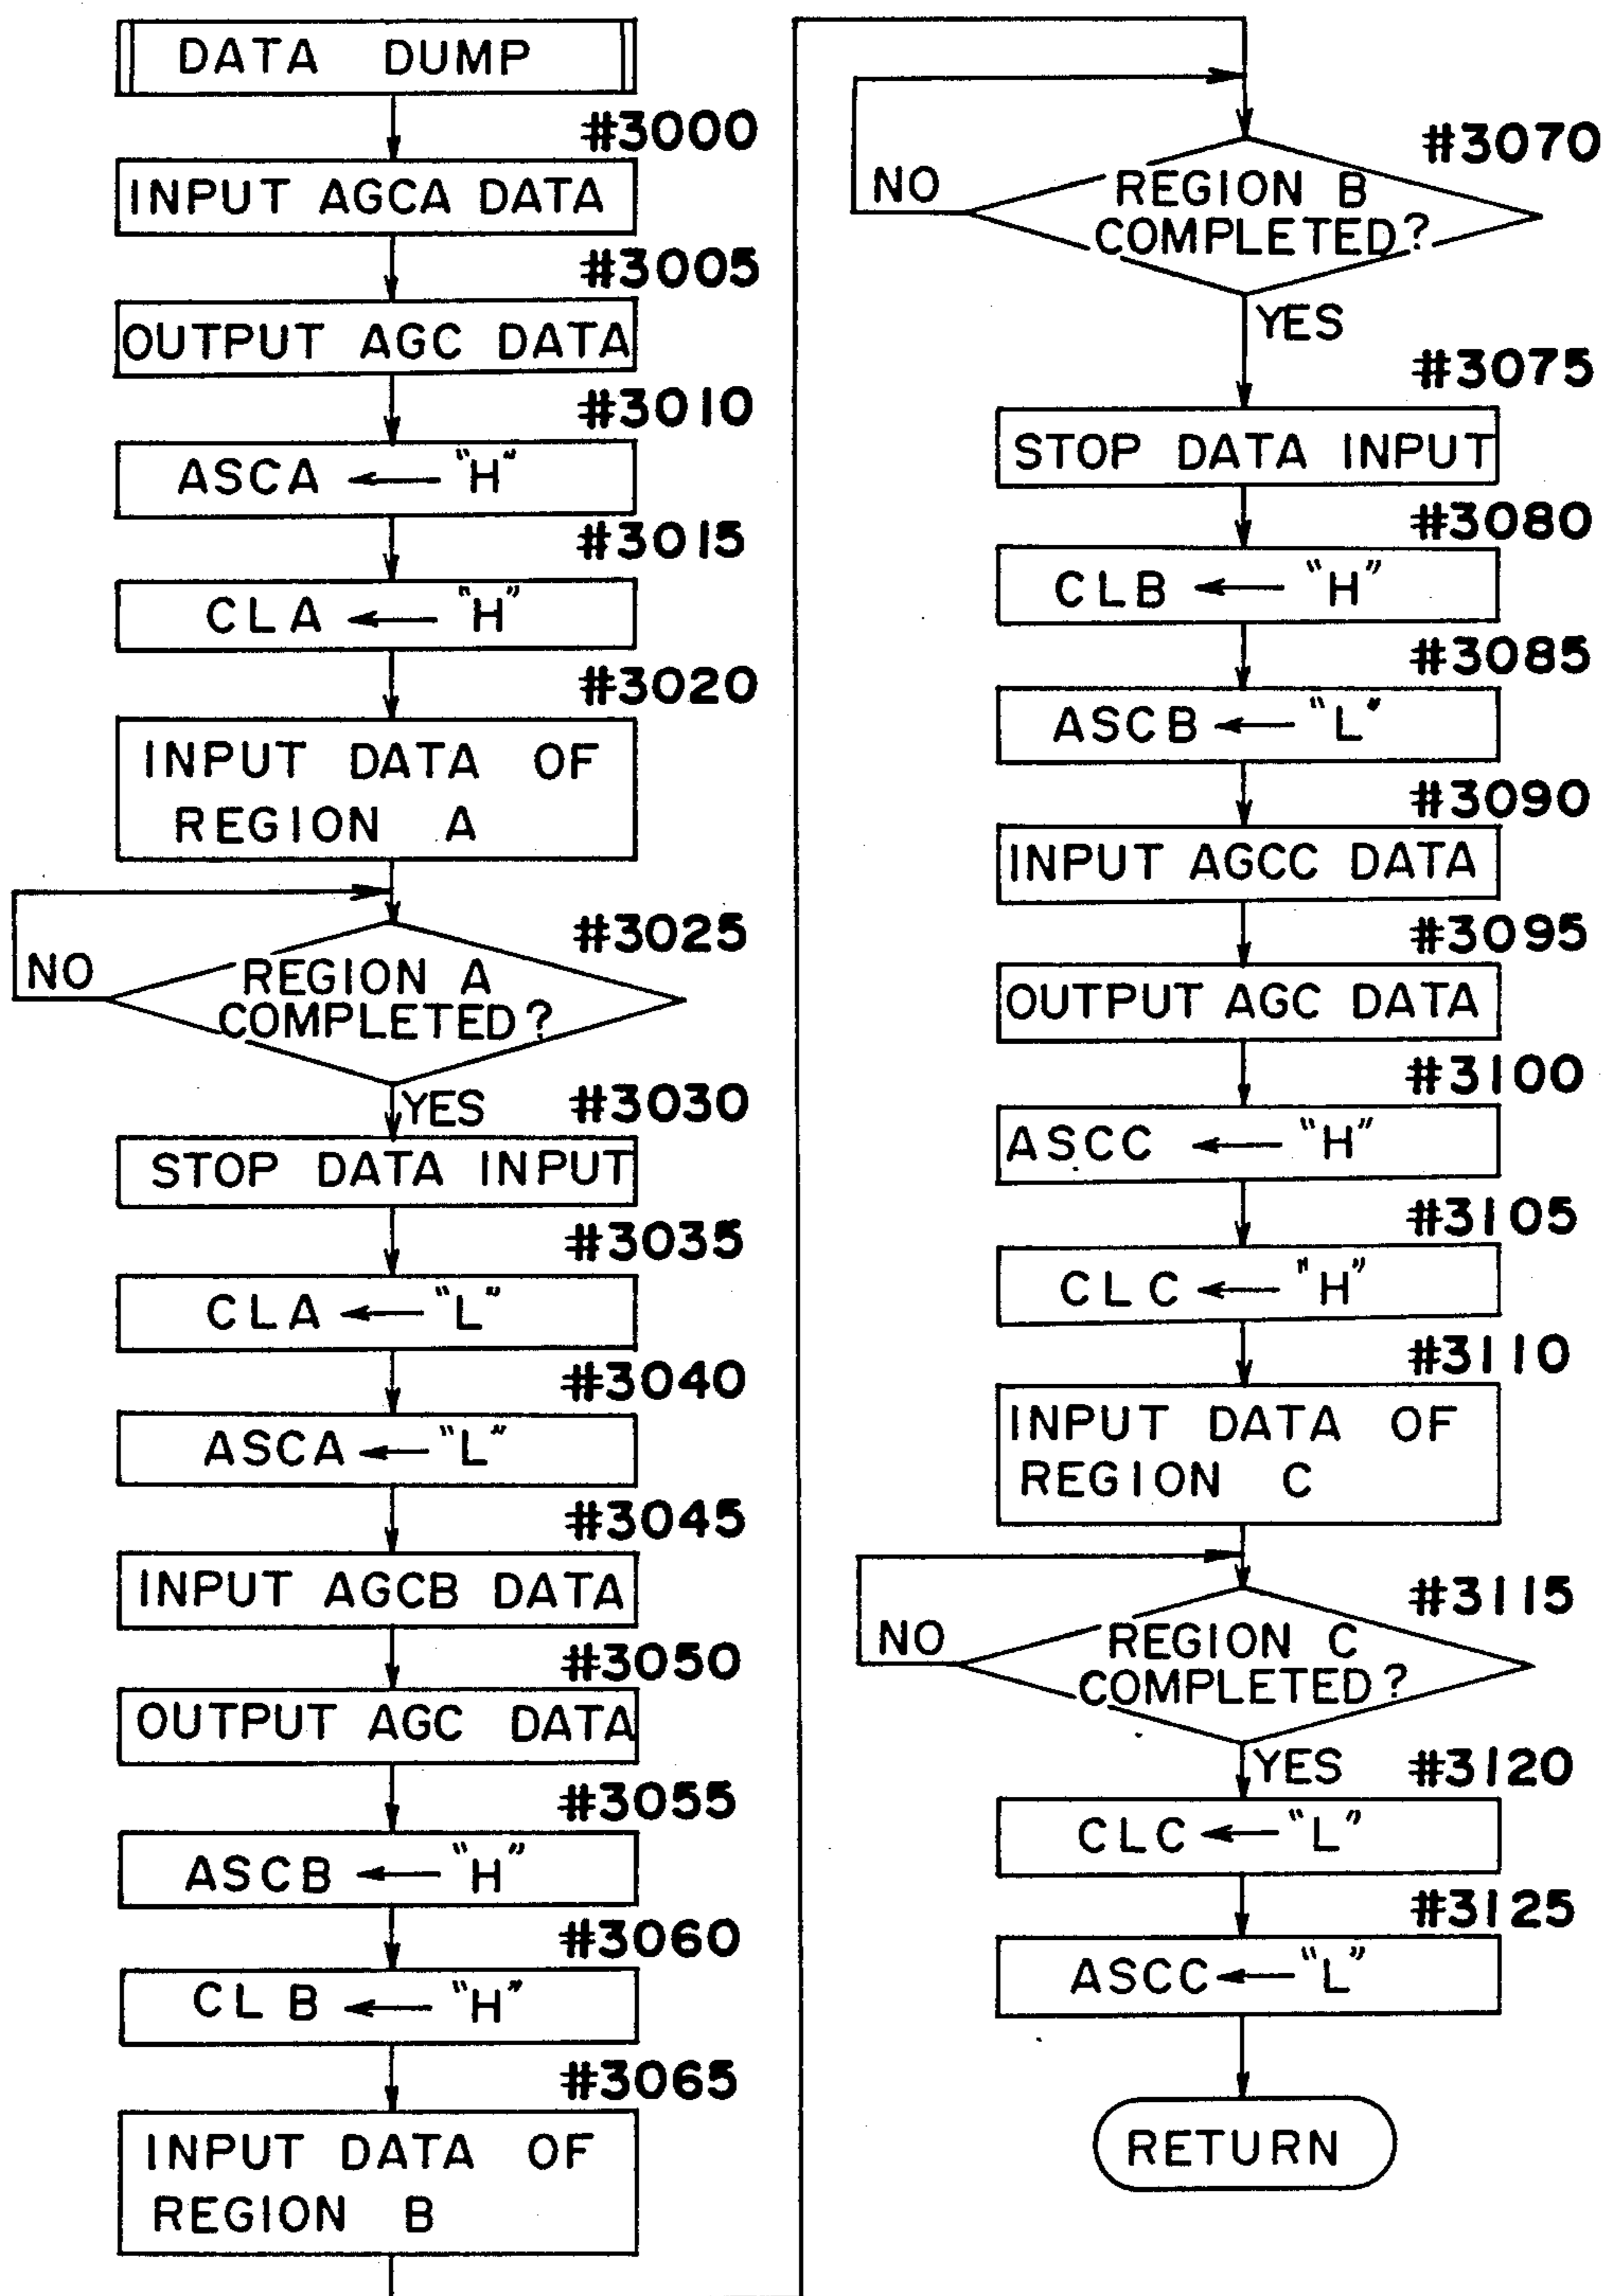 DATA DUMP
#3000
INPUT AGCA DATA
#3005
OUTPUT AGC DATA
#3010
ASCA ← "H"
#3015
CLA ← "H"
#3020
INPUT DATA OF
REGION A
#3025
NO
REGION A
COMPLETED?
YES
#3030
STOP DATA INPUT
#3035
CLA ← "L"
#3040
ASCA ← "L"
#3045
INPUT AGCB DATA
#3050
OUTPUT AGC DATA
#3055
ASCB ← "H"
#3060
CLB ← "H"
#3065
INPUT DATA OF
REGION B
#3070
NO
REGION B
COMPLETED?
YES
#3075
STOP DATA INPUT
#3080
CLB ← "H"
#3085
ASCB ← "L"
#3090
INPUT AGCC DATA
#3095
OUTPUT AGC DATA
#3100
ASCC ← "H"
#3105
CLC ← "H"
#3110
INPUT DATA OF
REGION C
#3115
NO
REGION C
COMPLETED?
YES
#3120
CLC ← "L"
#3125
ASCC ← "L"
RETURN